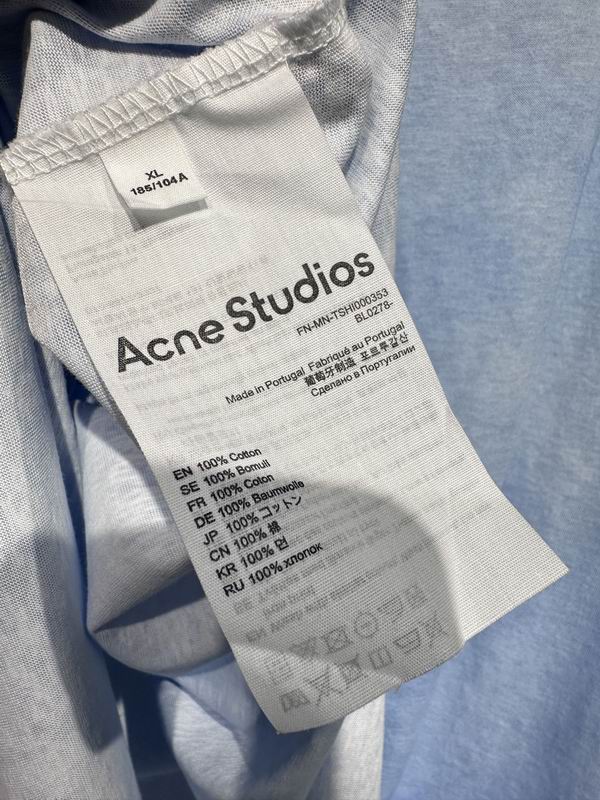 XL
185/104A
Acne Studios
FN-MN-TSHI000353
BL0278-
Made in Portugal Fabriqué au Portugal
葡萄牙制造 포르투갈산
Сделано в Португалии
EN 100% Cotton
SE 100% Bomull
FR 100% Coton
DE 100% Baumwolle
JP 100% コットン
CN 100% 棉
KR 100% 면
RU 100% хлопок